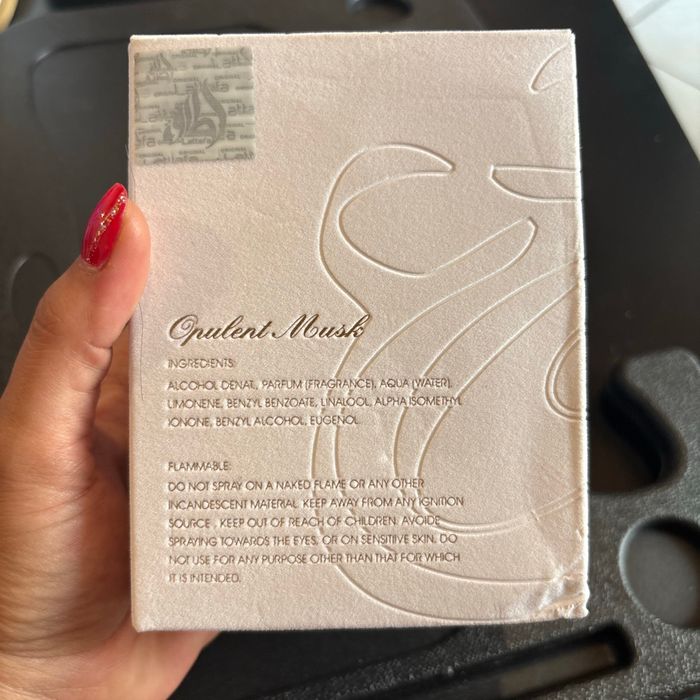 Lattafa
Opulent Musk
INGREDIENTS:
ALCOHOL DENAT., PARFUM (FRAGRANCE), AQUA (WATER),
LIMONENE, BENZYL BENZOATE, LINALOOL, ALPHA ISOMETHYL
IONONE, BENZYL ALCOHOL, EUGENOL.
FLAMMABLE:
DO NOT SPRAY ON A NAKED FLAME OR ANY OTHER
INCANDESCENT MATERIAL. KEEP AWAY FROM ANY IGNITION
SOURCE , KEEP OUT OF REACH OF CHILDREN. AVOIDE
SPRAYING TOWARDS THE EYES, OR ON SENSITIVE SKIN. DO
NOT USE FOR ANY PURPOSE OTHER THAN THAT FOR WHICH
IT IS INTENDED.